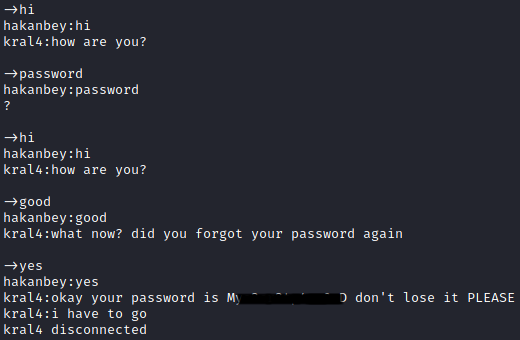 →hi
hakanbey:hi
kral4:how are you?
→password
hakanbey:password
?
→hi
hakanbey:hi
kral4:how are you?
→good
hakanbey:good
kral4:what now? did you forgot your password again
→yes
hakanbey:yes
kral4:okay your password is don't lose it PLEASE
kral4:i have to go
kral4 disconnected